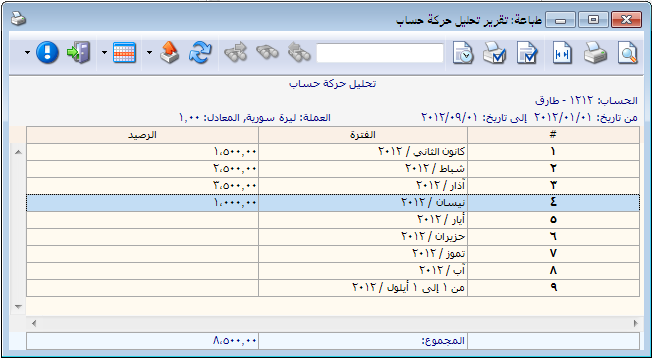 طباعة: تقرير تحليل حركة حساب
تحليل حركة حساب
الحساب: ١٢١٢ - طارق
من تاريخ: ٢٠١٢/٠١/٠١ إلى تاريخ: ٢٠١٢/٠٩/٠١ العملة: ليرة سورية, المعادل: ١,٠٠
# الفترة الرصيد
١ كانون الثاني / ٢٠١٢ ١،٥٠٠,٠٠
٢ شباط / ٢٠١٢ ٢،٥٠٠,٠٠
٣ آذار / ٢٠١٢ ٣،٥٠٠,٠٠
٤ نيسان / ٢٠١٢ ١،٠٠٠,٠٠
٥ أيار / ٢٠١٢
٦ حزيران / ٢٠١٢
٧ تموز / ٢٠١٢
٨ آب / ٢٠١٢
٩ من ١ إلى ١ أيلول / ٢٠١٢
المجموع: ٨،٥٠٠,٠٠